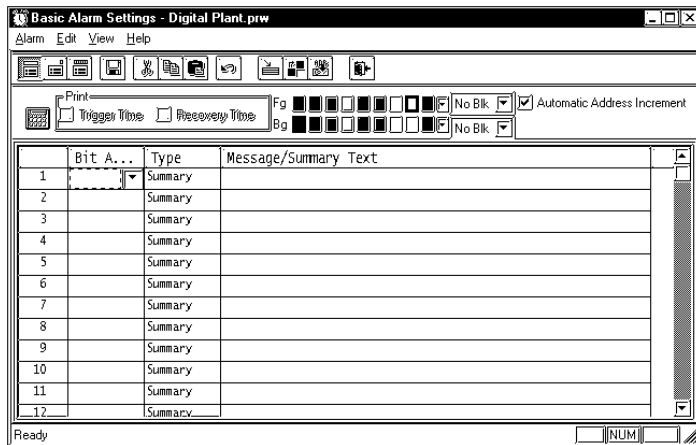 Basic Alarm Settings - Digital Plant.prw
Alarm Edit View Help
Print
Trigger Time Recovery Time
Fg No Blk Automatic Address Increment
Bg No Blk
Bit A... Type Message/Summary Text
1 Summary
2 Summary
3 Summary
4 Summary
5 Summary
6 Summary
7 Summary
8 Summary
9 Summary
10 Summary
11 Summary
12 Summary
Ready NUM